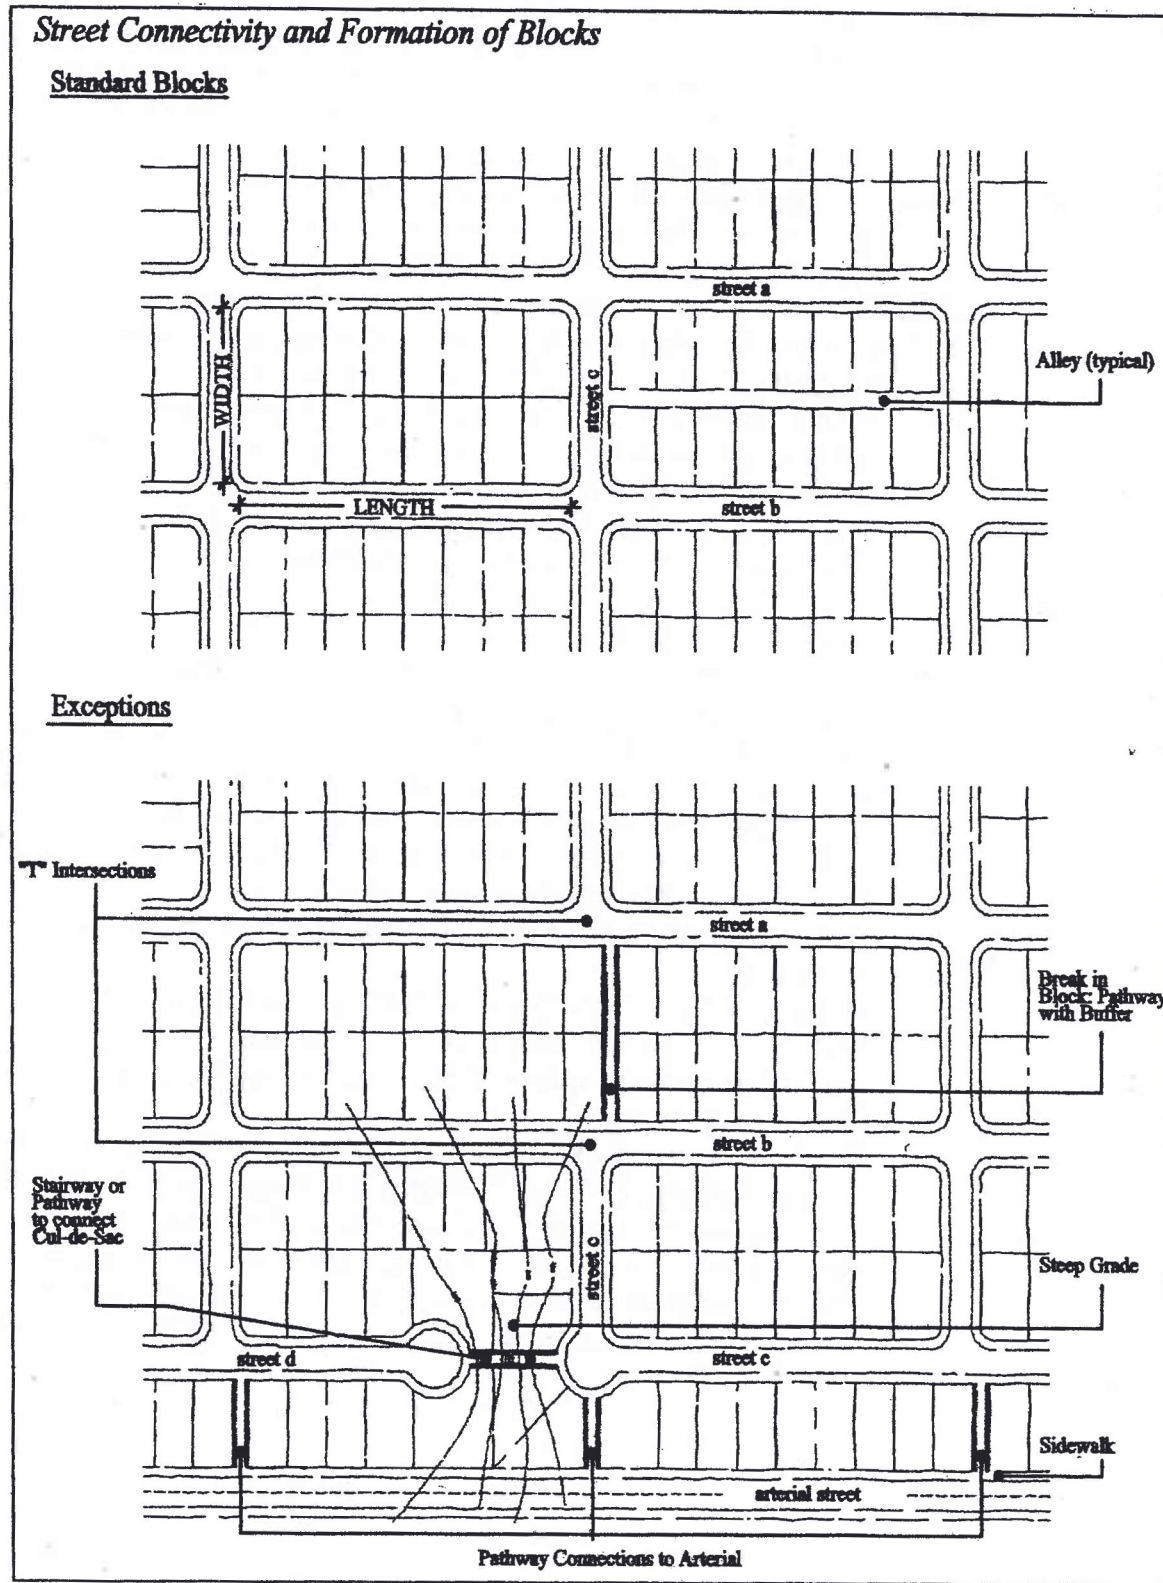 Street Connectivity and Formation of Blocks
Standard Blocks
street a
WIDTH
street c
Alley (typical)
LENGTH
street b
Exceptions
"T" Intersections
street a
Break in
Block: Pathway
with Buffer
street b
Stairway or
Pathway
to connect
Cul-de-Sac
street c
Steep Grade
street d
street c
Sidewalk
arterial street
Pathway Connections to Arterial